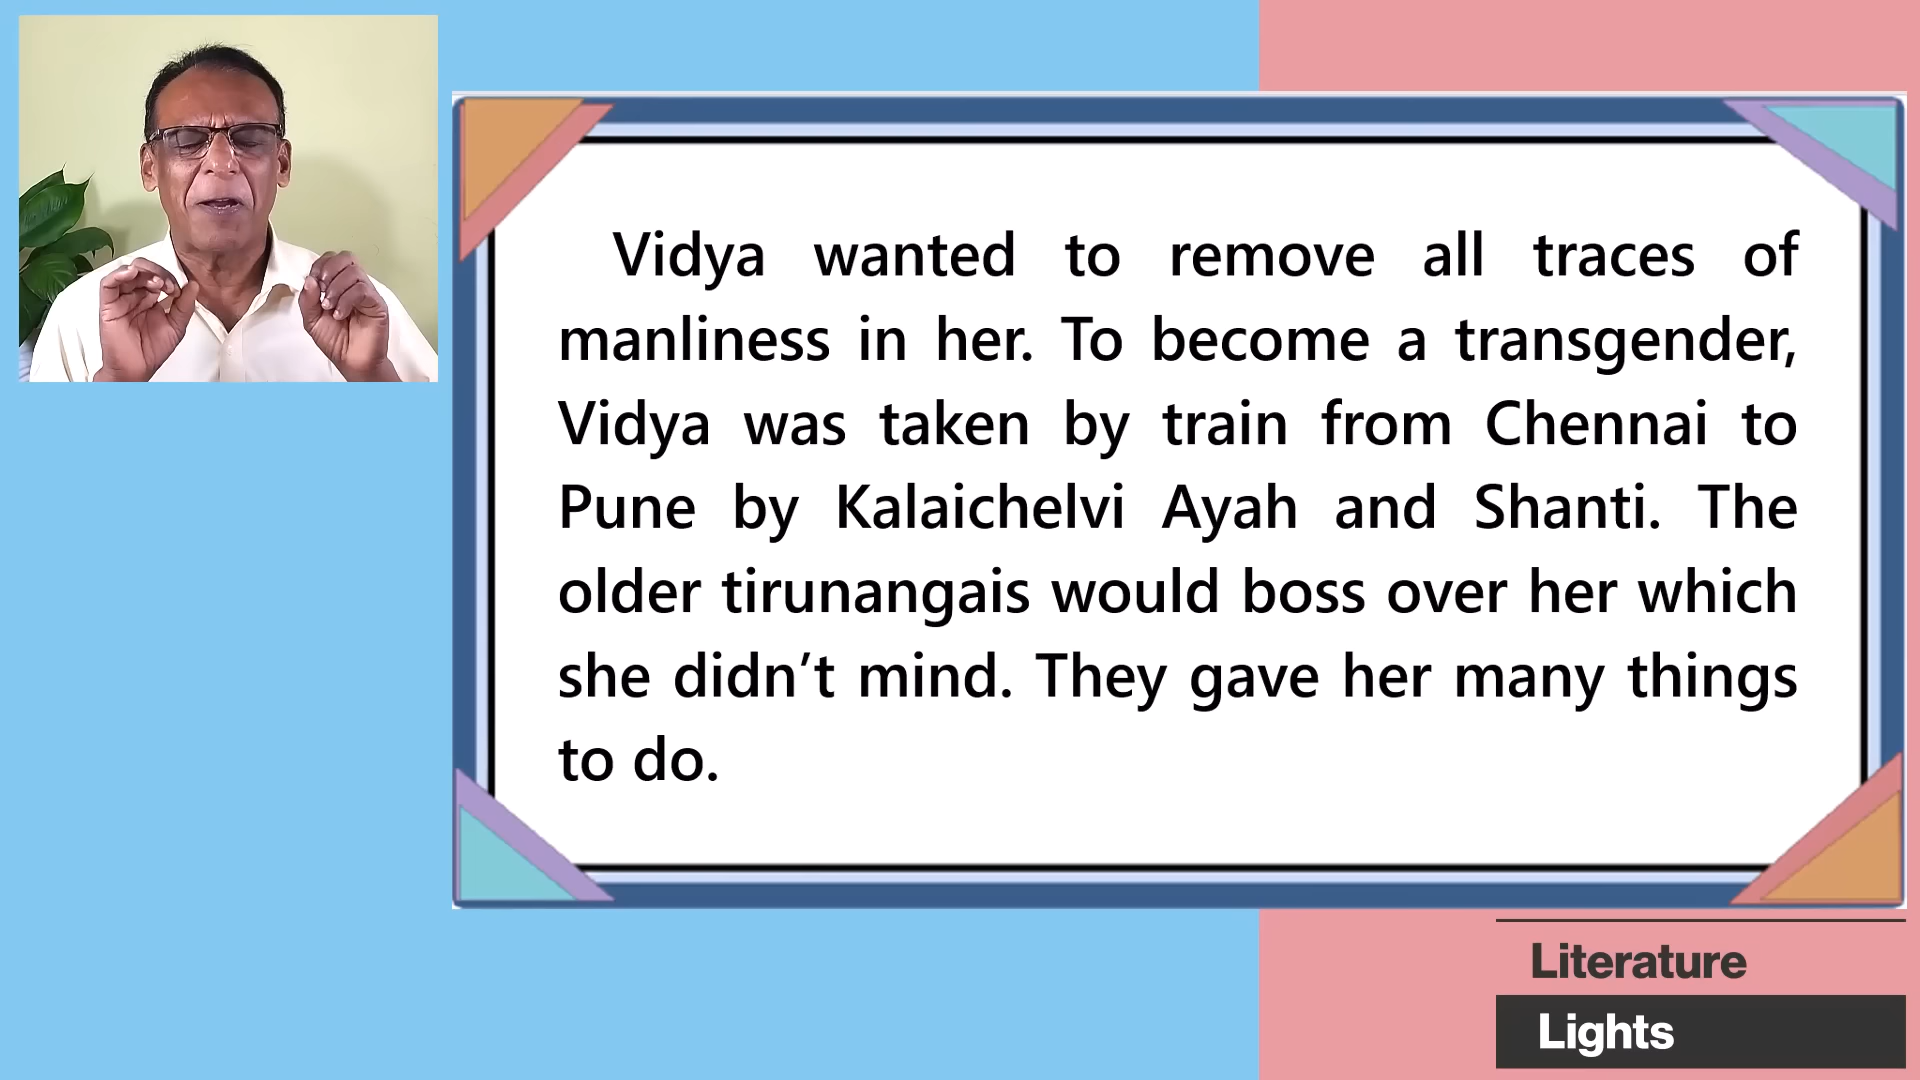 Vidya wanted to remove all traces of
manliness in her. To become a transgender,
Vidya was taken by train from Chennai to
Pune by Kalaichelvi Ayah and Shanti. The
older tirunangais would boss over her which
she didn’t mind. They gave her many things
to do.
Literature
Lights